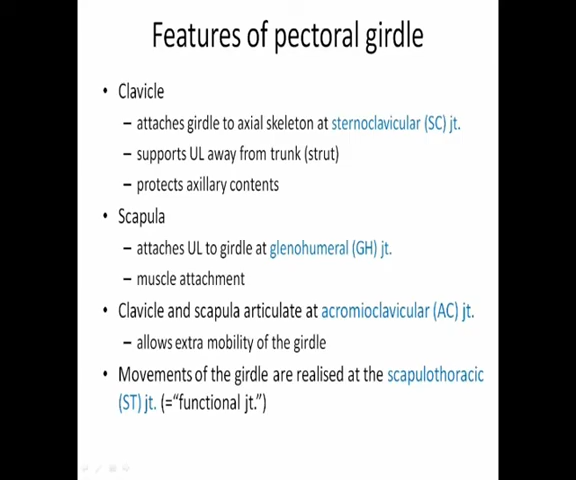 Features of pectoral girdle
• Clavicle
– attaches girdle to axial skeleton at sternoclavicular (SC) jt.
– supports UL away from trunk (strut)
– protects axillary contents
• Scapula
– attaches UL to girdle at glenohumeral (GH) jt.
– muscle attachment
• Clavicle and scapula articulate at acromioclavicular (AC) jt.
– allows extra mobility of the girdle
• Movements of the girdle are realised at the scapulothoracic
(ST) jt. (="functional jt.")